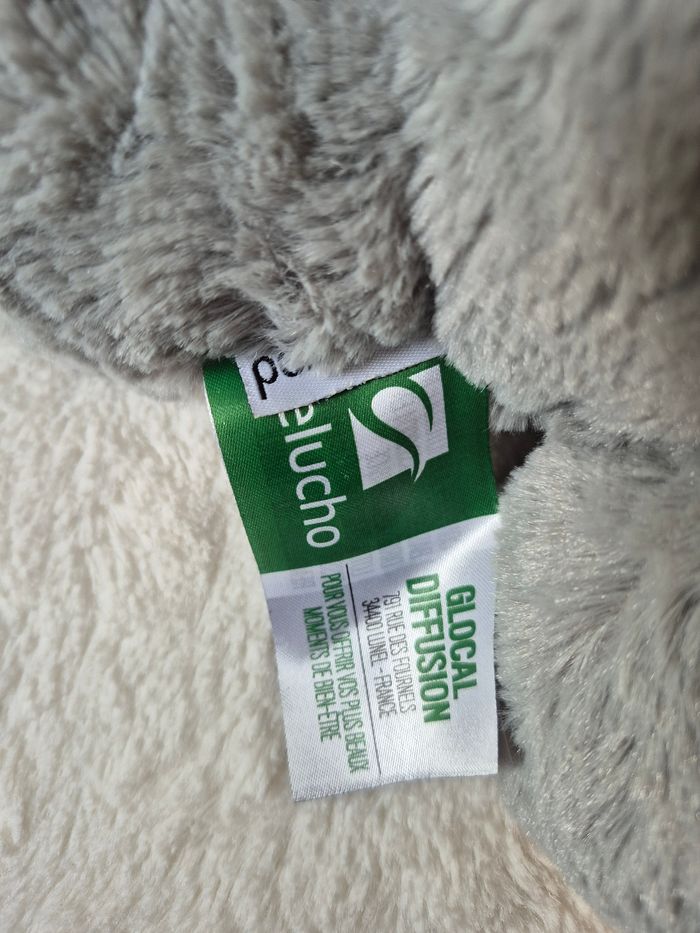 elucho
GLOCAL
DIFFUSION
791 RUE DES FOURNELS
34400 LUNEL - FRANCE
POUR VOUS OFFRIR VOS PLUS BEAUX
MOMENTS DE BIEN-ÊTRE